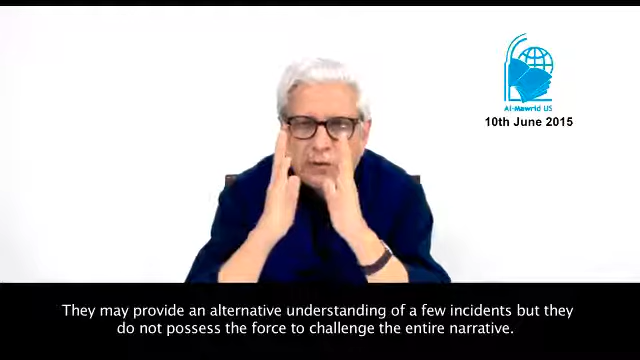 Al-Mawrid US
10th June 2015
They may provide an alternative understanding of a few incidents but they
do not possess the force to challenge the entire narrative.